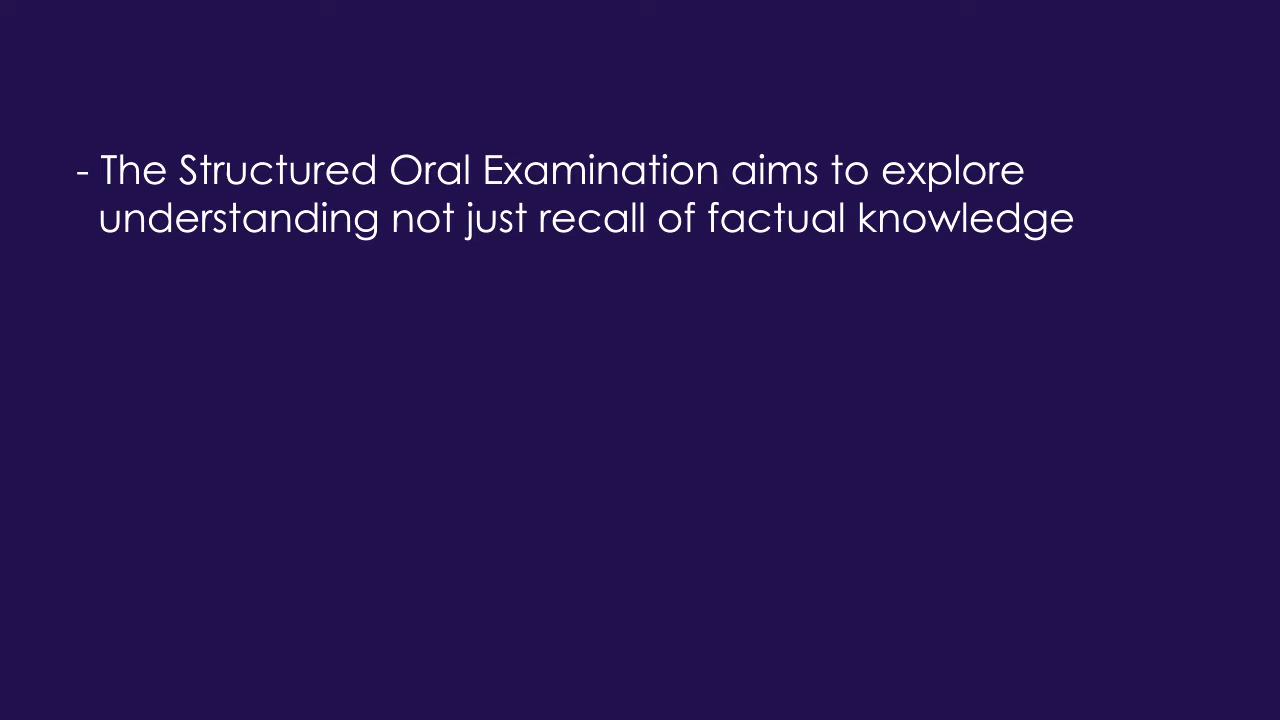 - The Structured Oral Examination aims to explore
understanding not just recall of factual knowledge